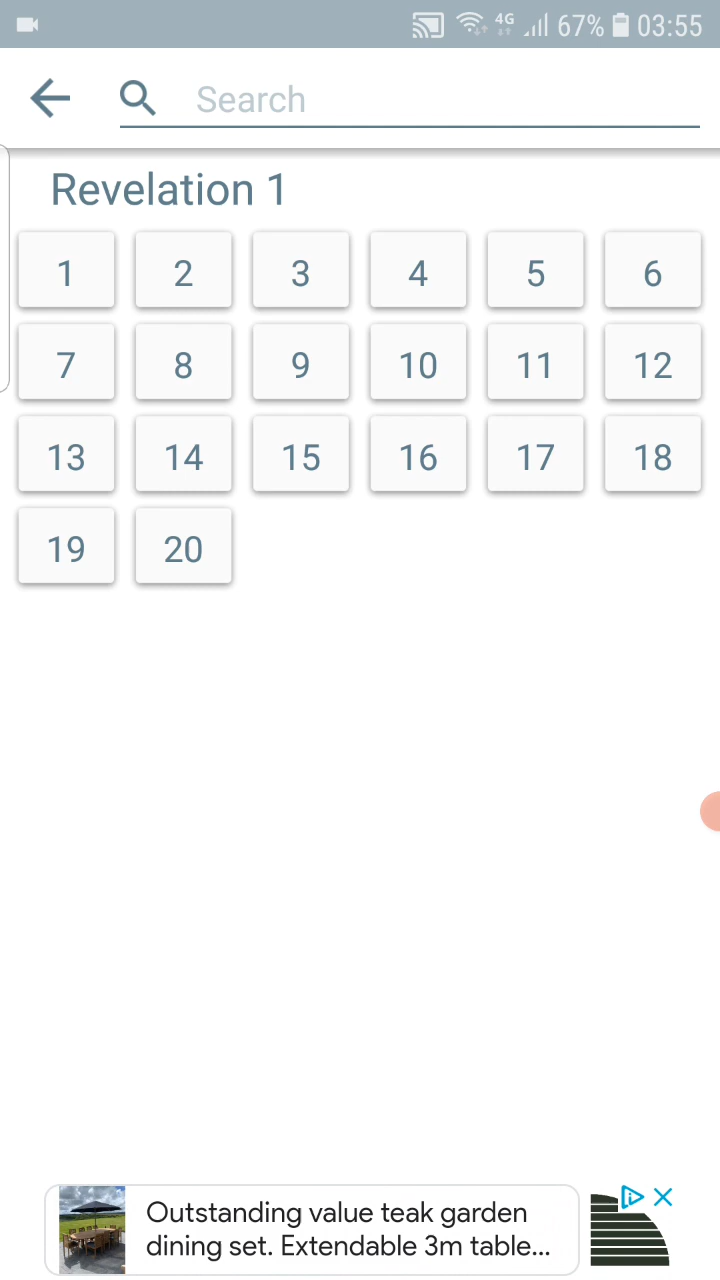 4G 67% 03:55
Search
Revelation 1
1 2 3 4 5 6
7 8 9 10 11 12
13 14 15 16 17 18
19 20
Outstanding value teak garden
dining set. Extendable 3m table...